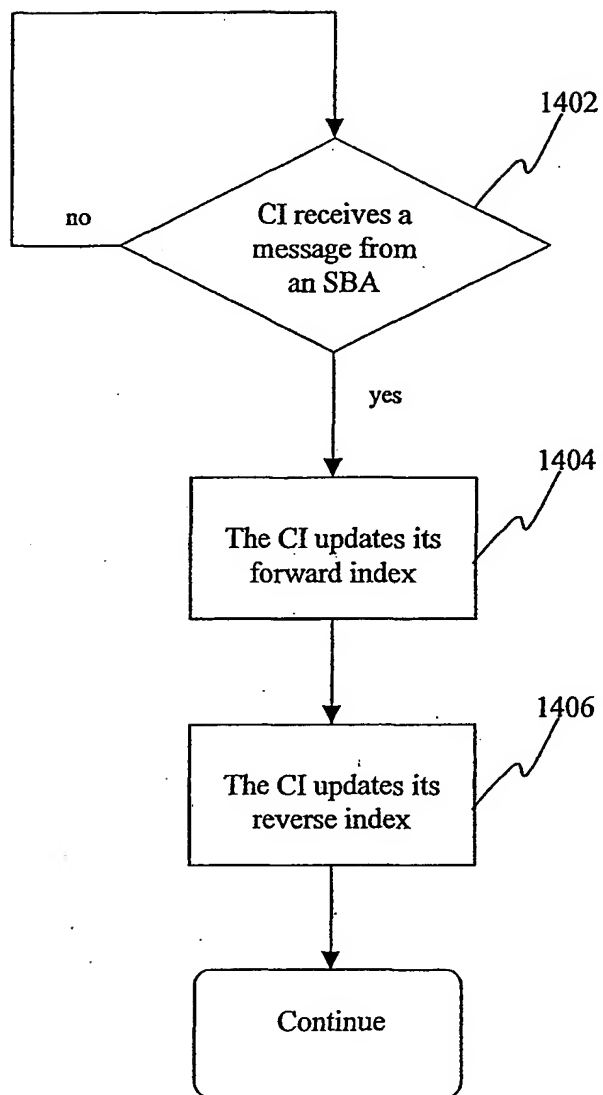 1402
CI receives a
message from
an SBA
no
yes
1404
The CI updates its
forward index
1406
The CI updates its
reverse index
Continue